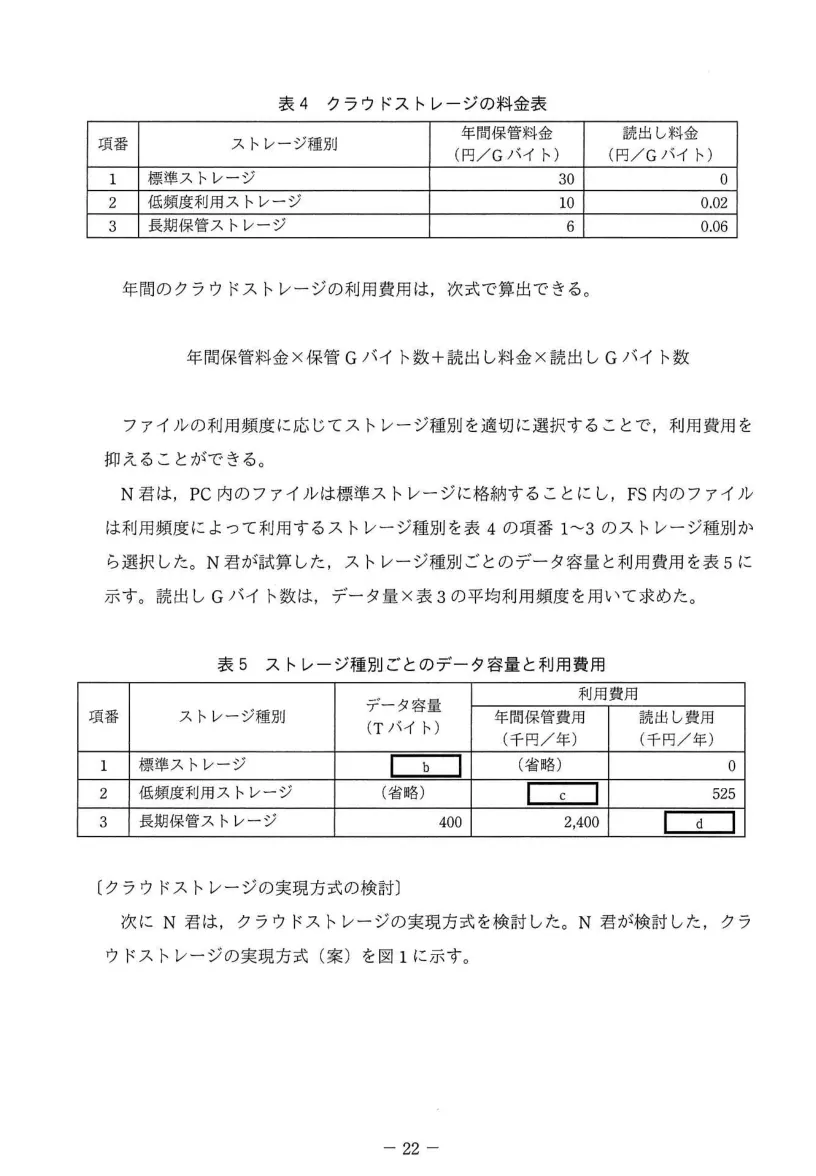 表4 クラウドストレージの料金表
項番 ストレージ種別 年間保管料金（円／Gバイト） 読出し料金（円／Gバイト）
1 標準ストレージ 30 0
2 低頻度利用ストレージ 10 0.02
3 長期保管ストレージ 6 0.06
年間のクラウドストレージの利用費用は，次式で算出できる。
年間保管料金×保管Gバイト数＋読出し料金×読出しGバイト数
ファイルの利用頻度に応じてストレージ種別を適切に選択することで，利用費用を
抑えることができる。
N君は，PC内のファイルは標準ストレージに格納することにし，FS内のファイル
は利用頻度によって利用するストレージ種別を表4の項番1〜3のストレージ種別か
ら選択した。N君が試算した，ストレージ種別ごとのデータ容量と利用費用を表5に
示す。読出しGバイト数は，データ量×表3の平均利用頻度を用いて求めた。
表5 ストレージ種別ごとのデータ容量と利用費用
項番 ストレージ種別 データ容量（Tバイト） 利用費用
年間保管費用（千円／年） 読出し費用（千円／年）
1 標準ストレージ b （省略） 0
2 低頻度利用ストレージ （省略） c 525
3 長期保管ストレージ 400 2,400 d
〔クラウドストレージの実現方式の検討〕
次にN君は，クラウドストレージの実現方式を検討した。N君が検討した，クラ
ウドストレージの実現方式（案）を図1に示す。
− 22 −